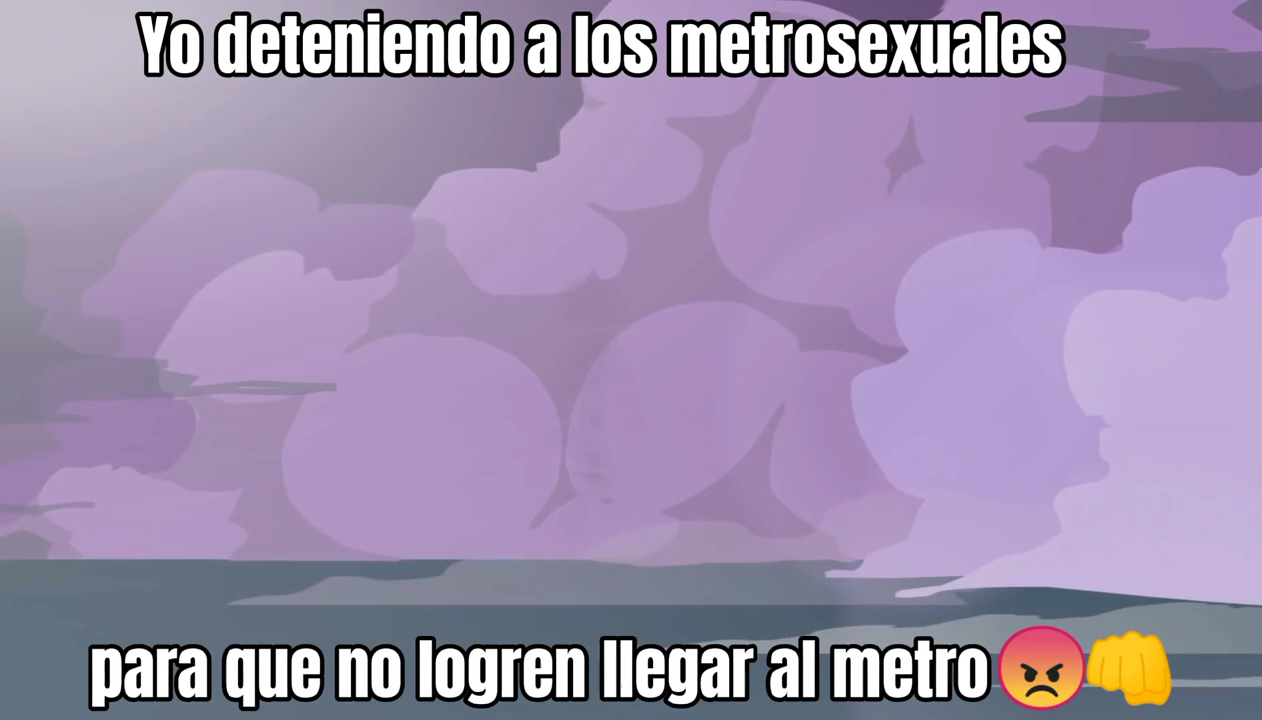 Yo deteniendo a los metrosexuales
para que no logren llegar al metro😡👊